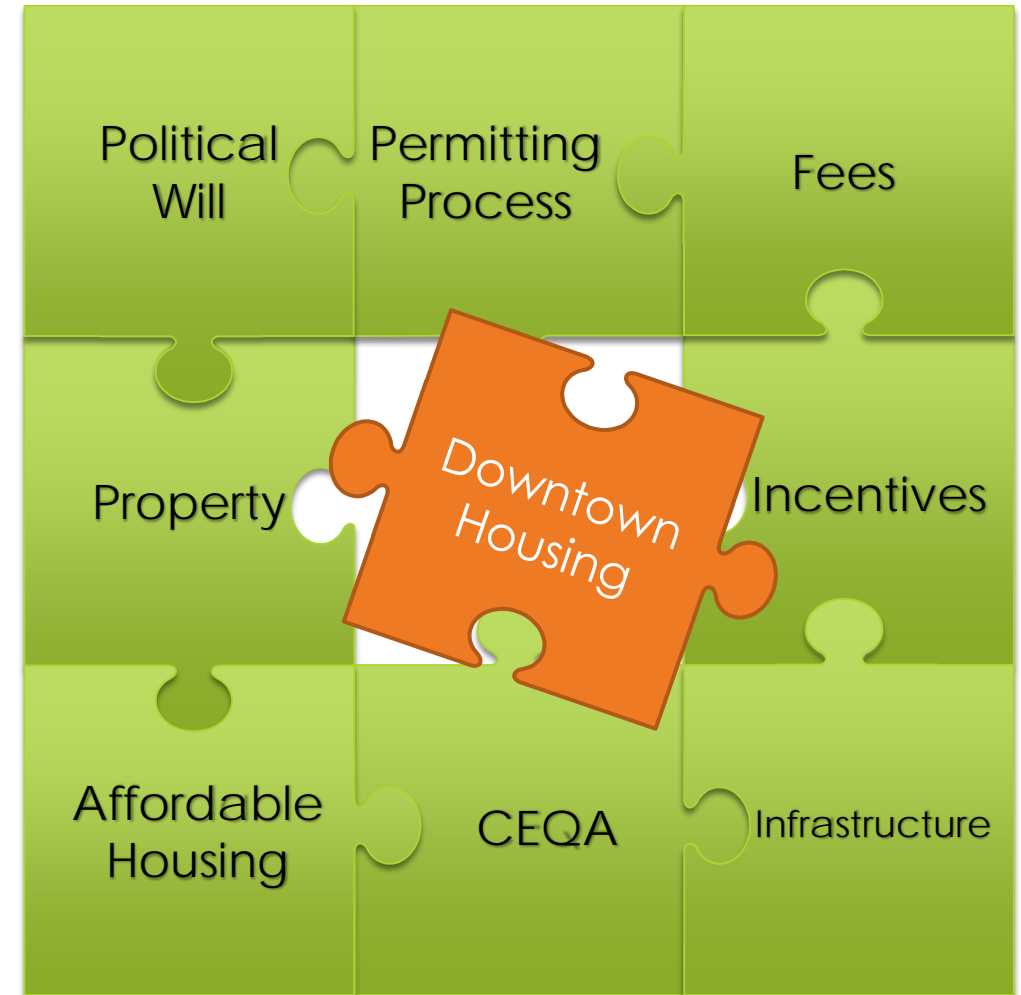 Political
Will
Permitting
Process
Fees
Property
Downtown
Housing
Incentives
Affordable
Housing
CEQA
Infrastructure